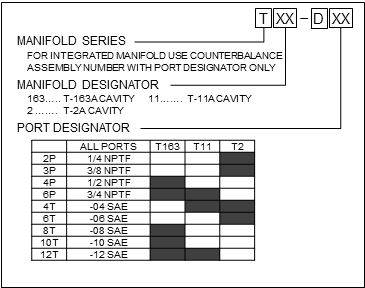 T XX - D XX
MANIFOLD SERIES
FOR INTEGRATED MANIFOLD USE COUNTERBALANCE
ASSEMBLY NUMBER WITH PORT DESIGNATOR ONLY
MANIFOLD DESIGNATOR
163..... T-163A CAVITY 11....... T-11A CAVITY
2 ....... T-2A CAVITY
PORT DESIGNATOR
ALL PORTS T163 T11 T2
2P 1/4 NPTF
3P 3/8 NPTF
4P 1/2 NPTF
6P 3/4 NPTF
4T -04 SAE
6T -06 SAE
8T -08 SAE
10T -10 SAE
12T -12 SAE